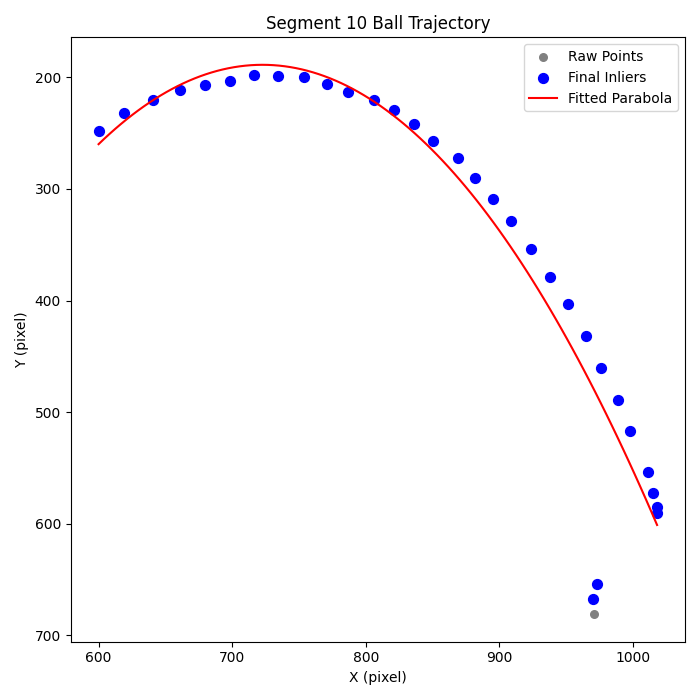 Segment 10 Ball Trajectory
Raw Points
Final Inliers
Fitted Parabola
200
300
400
500
600
700
Y (pixel)
600 700 800 900 1000
X (pixel)